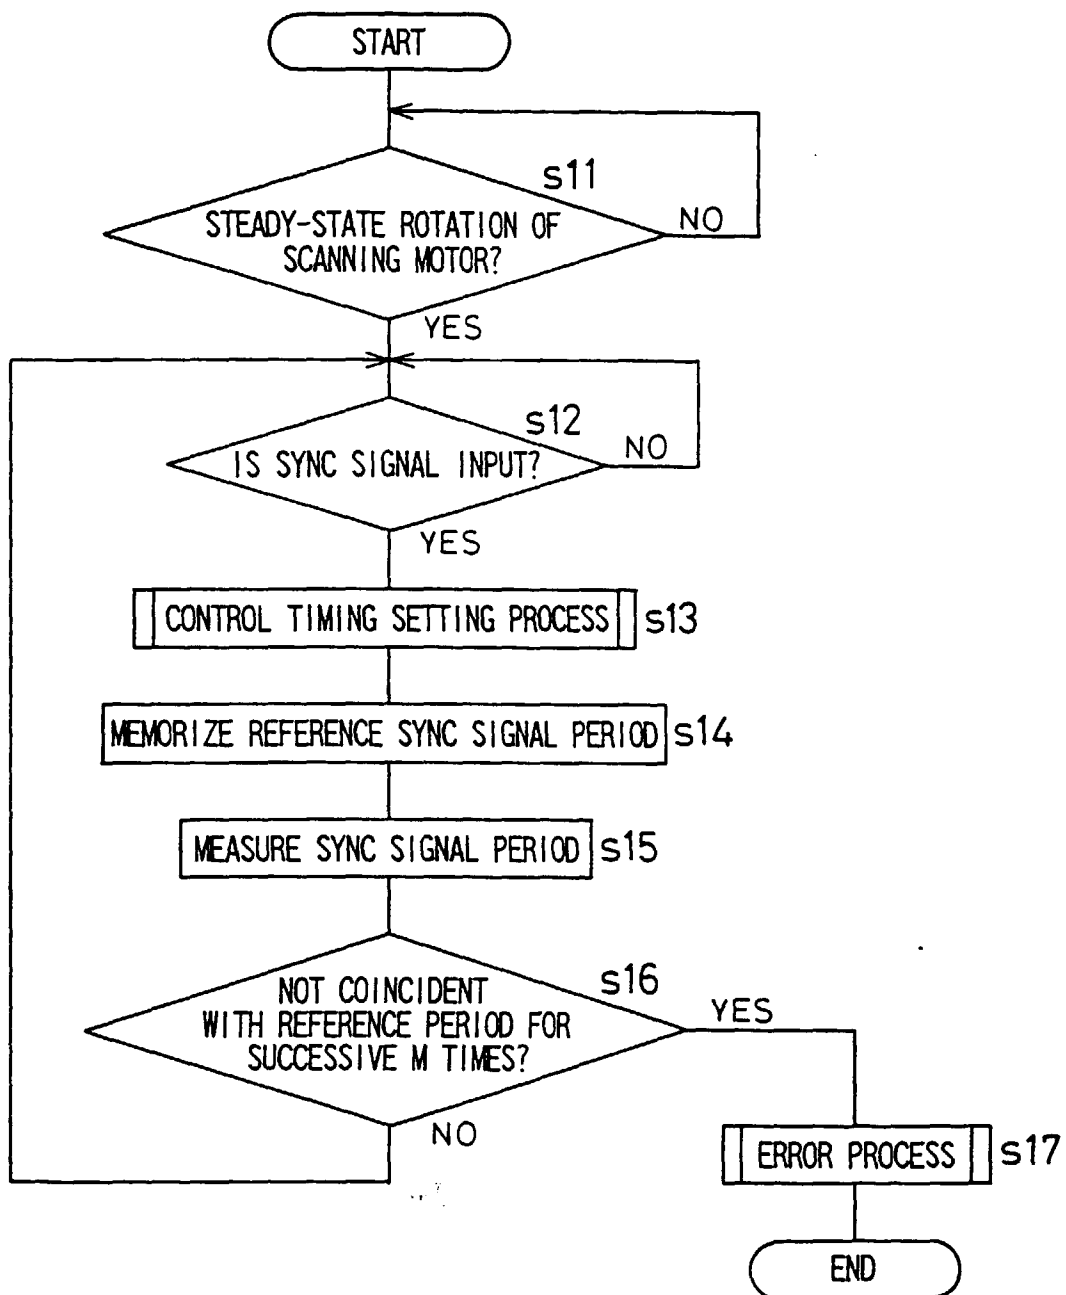 START
s11
STEADY-STATE ROTATION OF
SCANNING MOTOR?
NO
YES
s12
IS SYNC SIGNAL INPUT?
NO
YES
CONTROL TIMING SETTING PROCESS
s13
MEMORIZE REFERENCE SYNC SIGNAL PERIOD
s14
MEASURE SYNC SIGNAL PERIOD
s15
s16
NOT COINCIDENT
WITH REFERENCE PERIOD FOR
SUCCESSIVE M TIMES?
YES
NO
ERROR PROCESS
s17
END